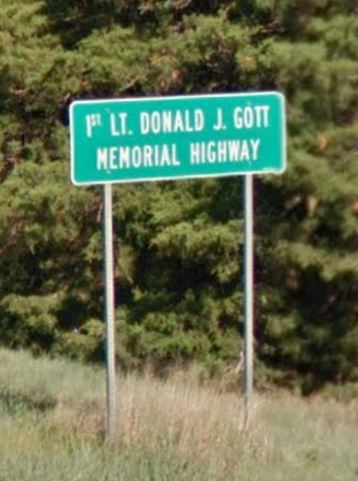 1ST LT. DONALD J. GOTT
MEMORIAL HIGHWAY